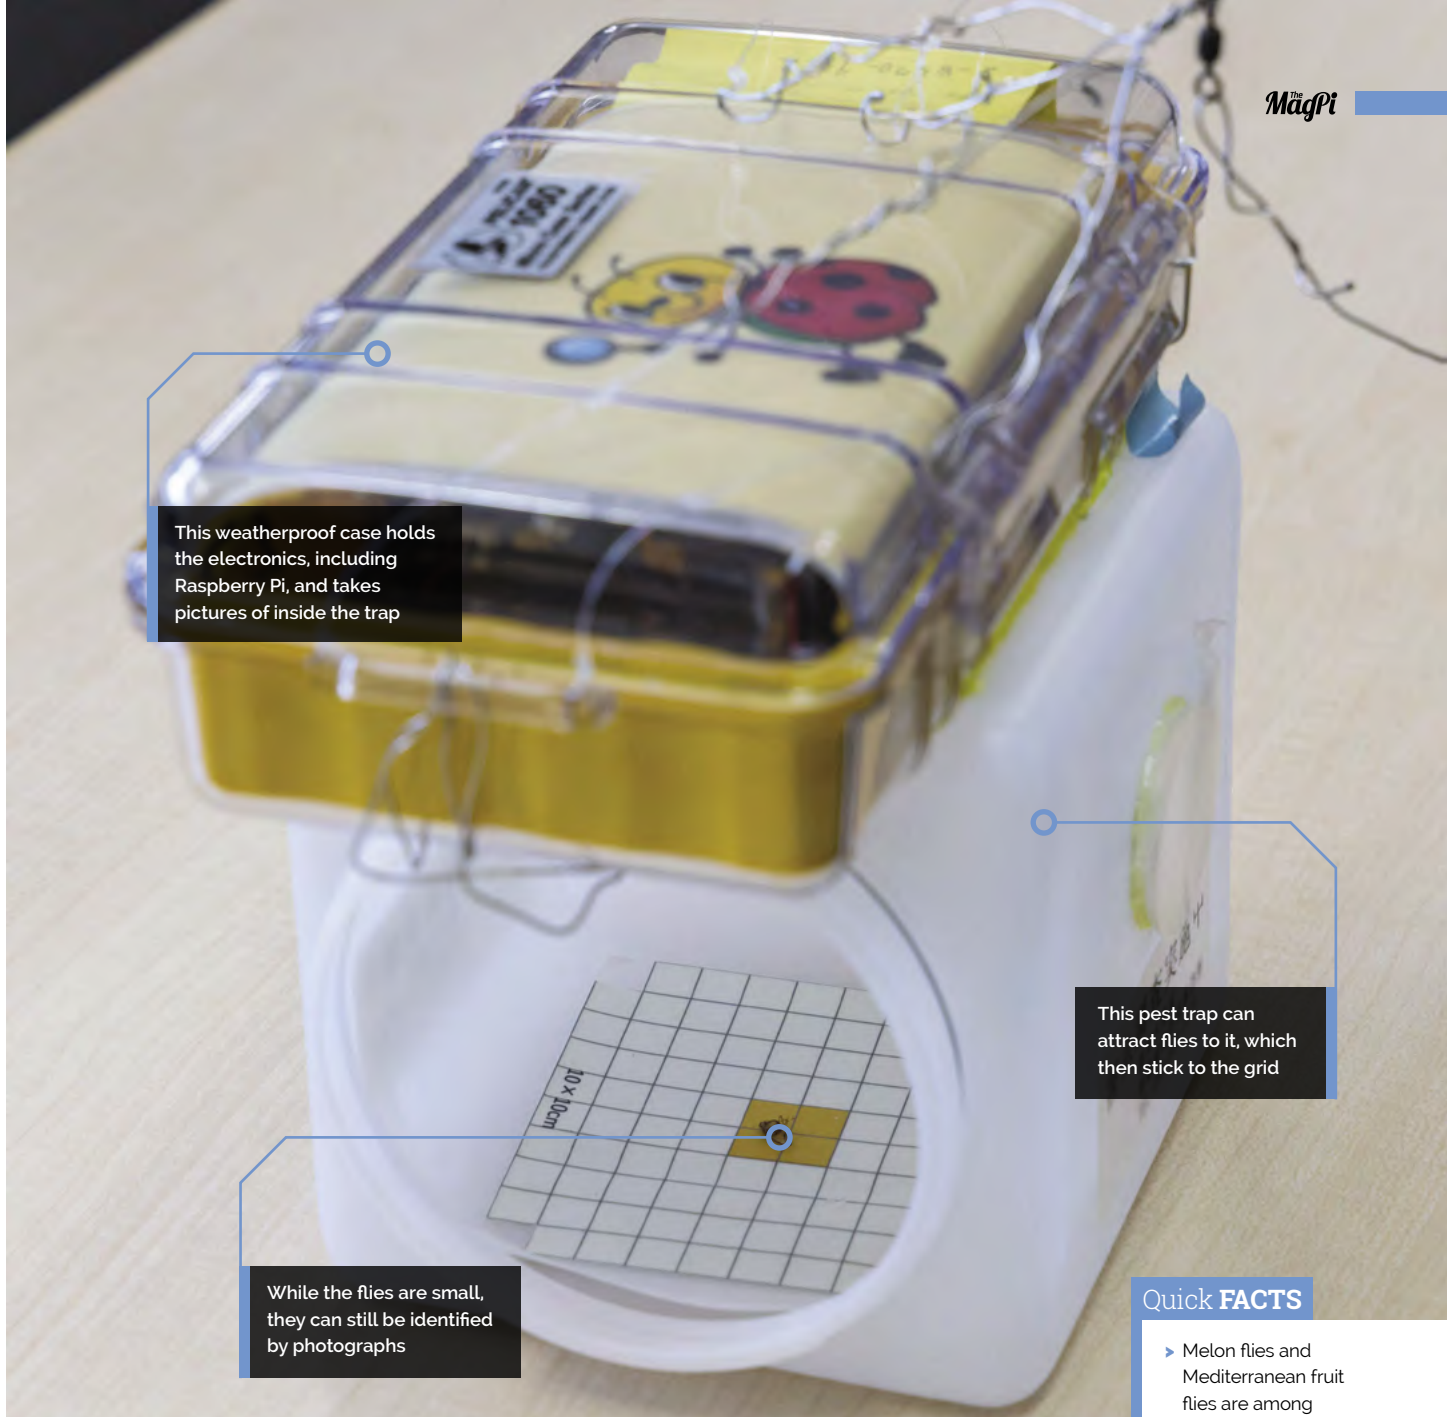 The MagPi
1060
This weatherproof case holds
the electronics, including
Raspberry Pi, and takes
pictures of inside the trap
This pest trap can
attract flies to it, which
then stick to the grid
10 x 10cm
While the flies are small,
they can still be identified
by photographs
Quick FACTS
> Melon flies and
Mediterranean fruit
flies are among